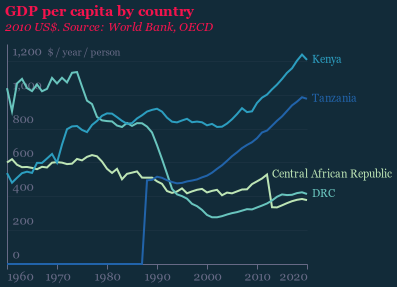 GDP per capita by country
2010 US$. Source: World Bank, OECD
1,200 $ / year / person
1,000
800
600
400
200
0
Kenya
Tanzania
Central African Republic
DRC
1960 1970 1980 1990 2000 2010 2020